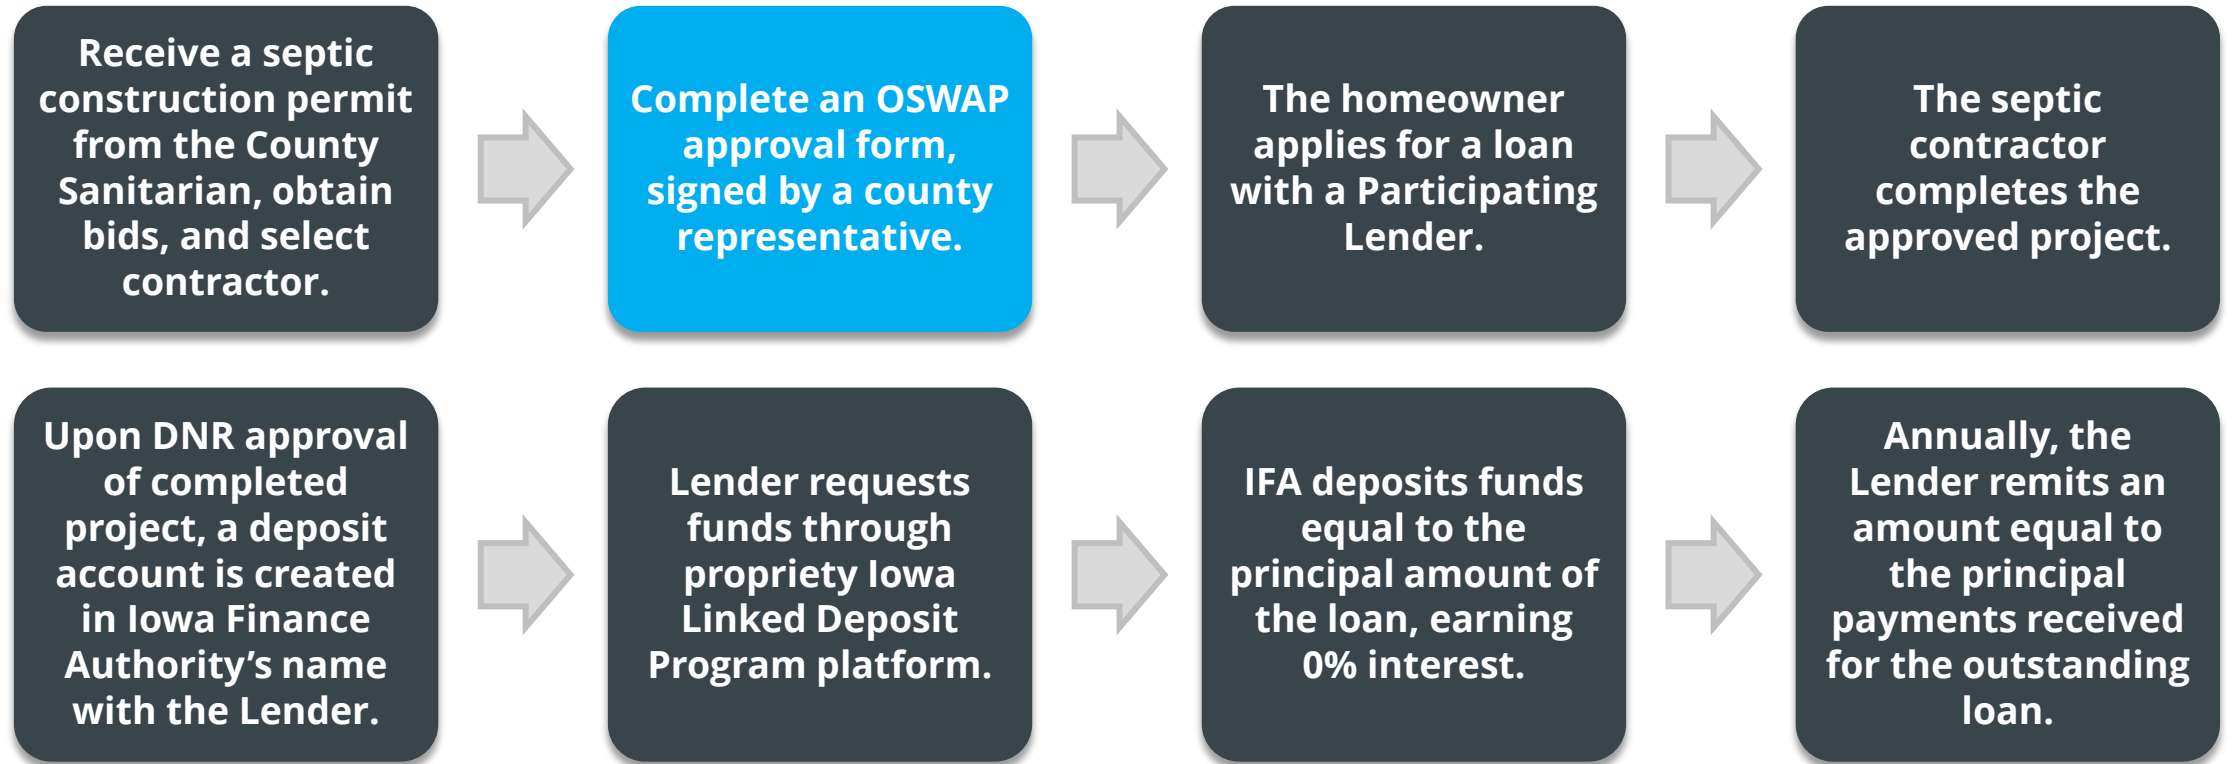 Receive a septic
construction permit
from the County
Sanitarian, obtain
bids, and select
contractor.
Complete an OSWAP
approval form,
signed by a county
representative.
The homeowner
applies for a loan
with a Participating
Lender.
The septic
contractor
completes the
approved project.
Upon DNR approval
of completed
project, a deposit
account is created
in Iowa Finance
Authority’s name
with the Lender.
Lender requests
funds through
propriety Iowa
Linked Deposit
Program platform.
IFA deposits funds
equal to the
principal amount of
the loan, earning
0% interest.
Annually, the
Lender remits an
amount equal to
the principal
payments received
for the outstanding
loan.